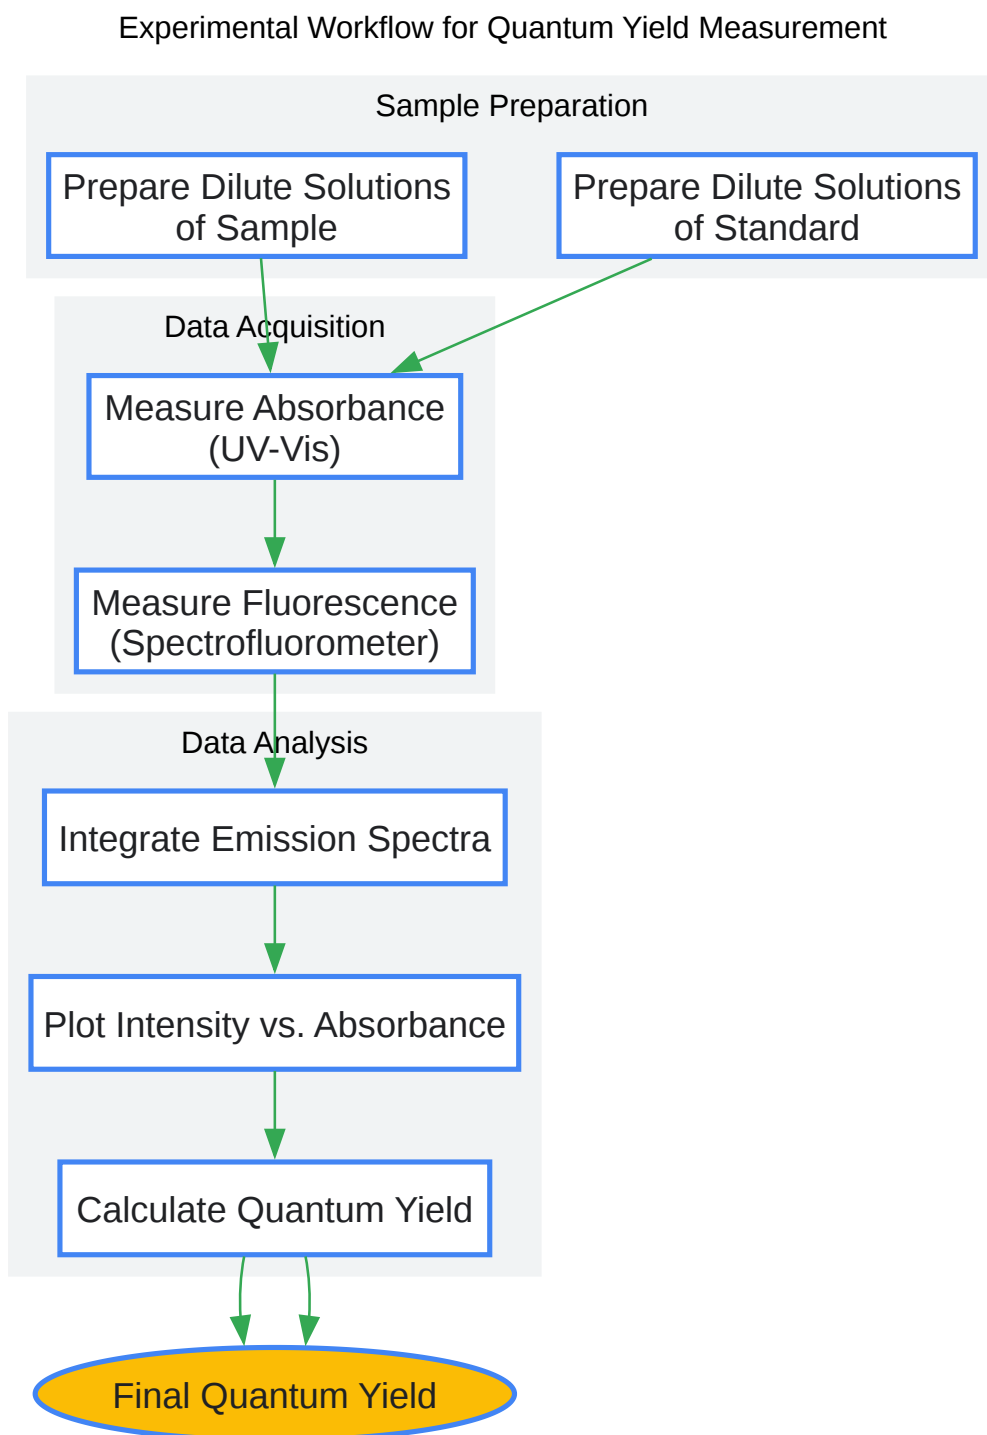 Experimental Workflow for Quantum Yield Measurement
Sample Preparation
Prepare Dilute Solutions
of Sample
Prepare Dilute Solutions
of Standard
Data Acquisition
Measure Absorbance
(UV-Vis)
Measure Fluorescence
(Spectrofluorometer)
Data Analysis
Integrate Emission Spectra
Plot Intensity vs. Absorbance
Calculate Quantum Yield
Final Quantum Yield